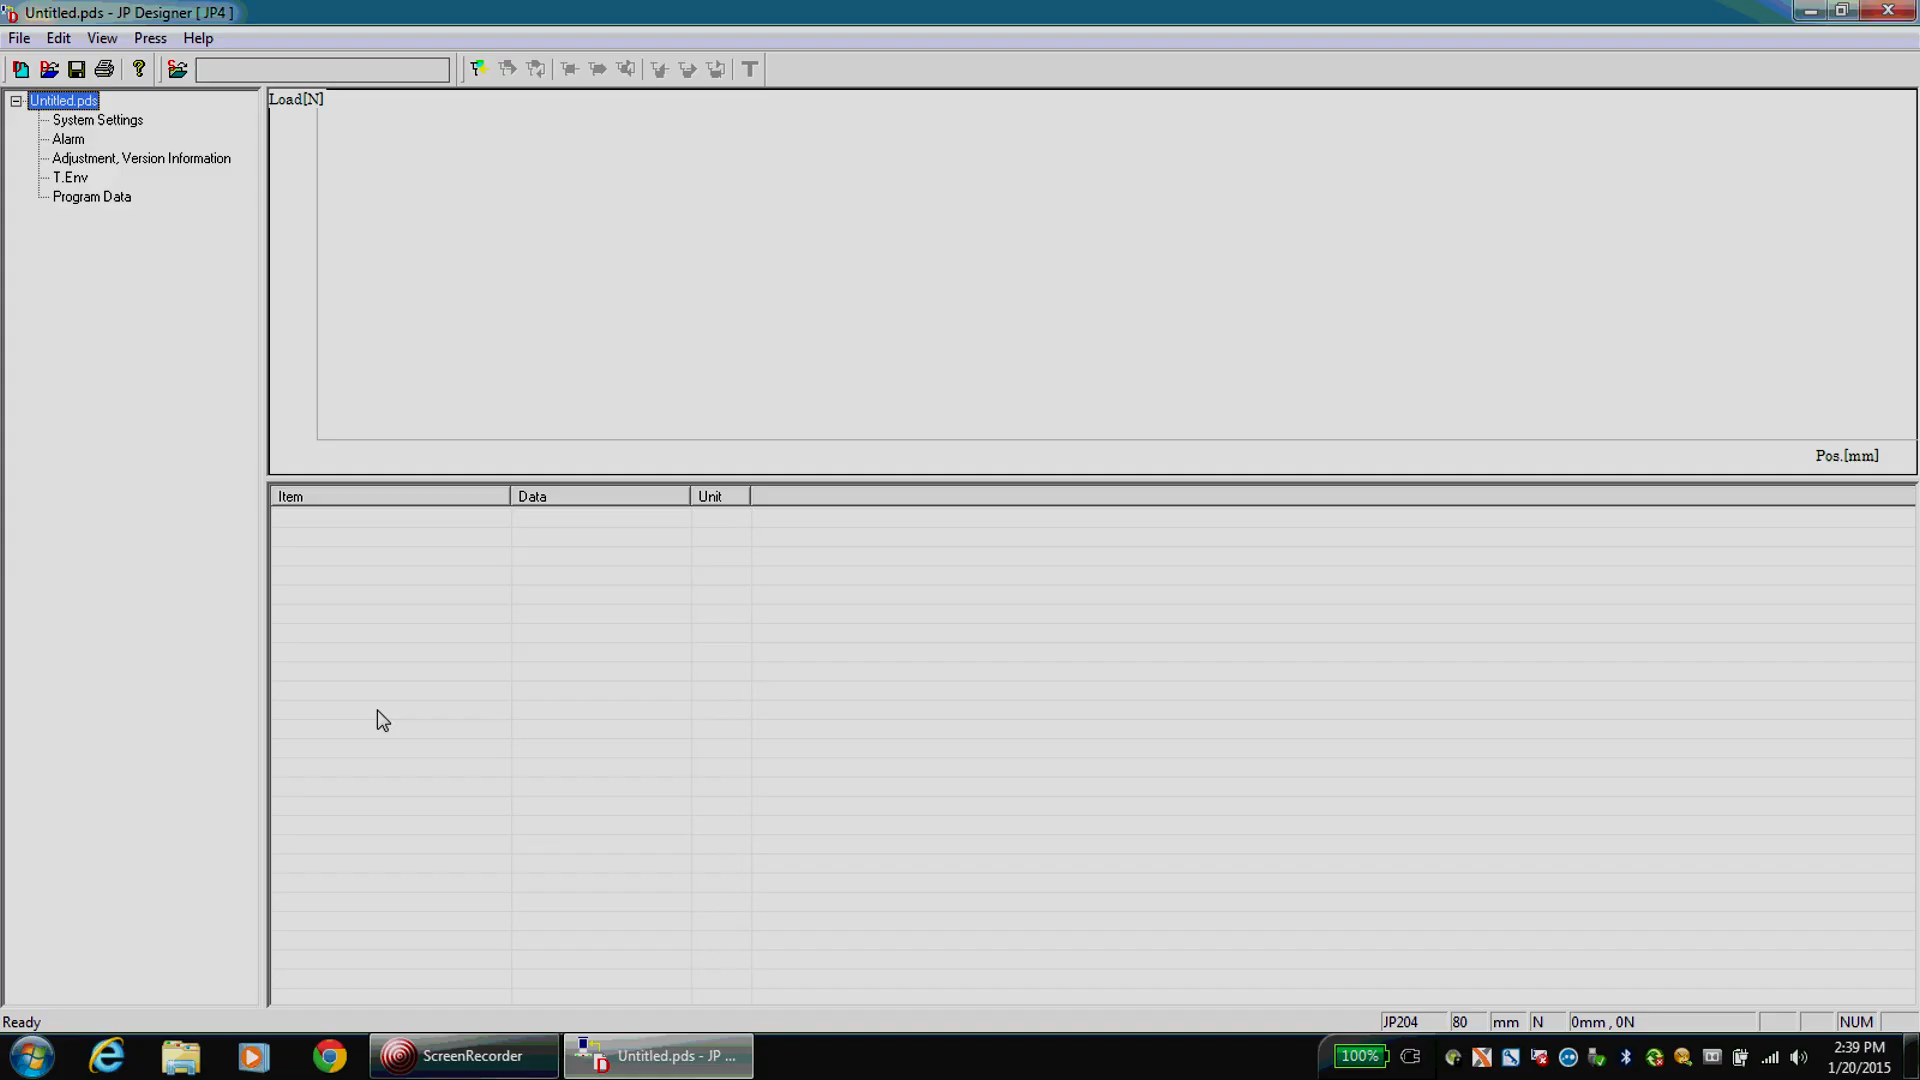 Untitled.pds - JP Designer [ JP4 ]
File Edit View Press Help
Untitled.pds
System Settings
Alarm
Adjustment, Version Information
T.Env
Program Data
Load[N]
Pos.[mm]
Item Data Unit
Ready
JP204 80 mm N 0mm , 0N NUM
ScreenRecorder
Untitled.pds - JP ...
100%
2:39 PM
1/20/2015